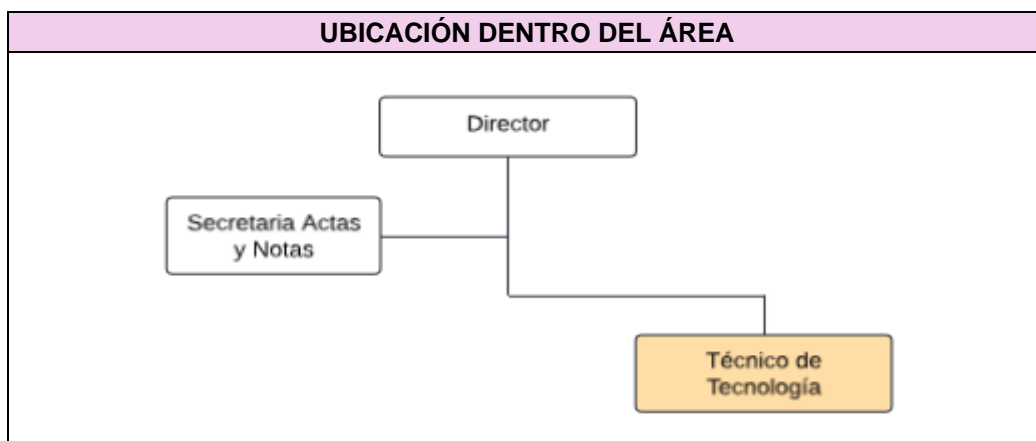 UBICACIÓN DENTRO DEL ÁREA
Director
Secretaria Actas
y Notas
Técnico de
Tecnología